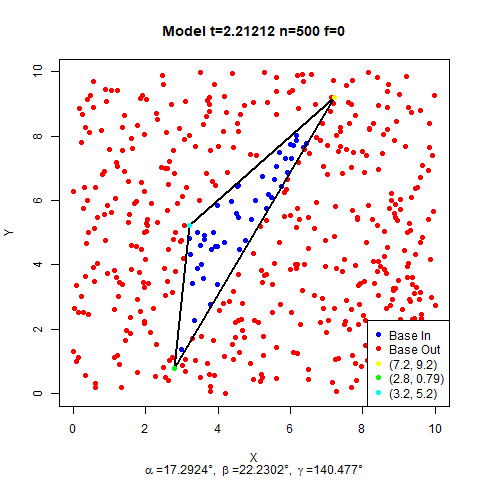 Model t=2.21212 n=500 f=0
10
8
6
4
2
0
Y
Base In
Base Out
(7.2, 9.2)
(2.8, 0.79)
(3.2, 5.2)
0 2 4 6 8 10
X
α=17.2924°, β=22.2302°, γ=140.477°